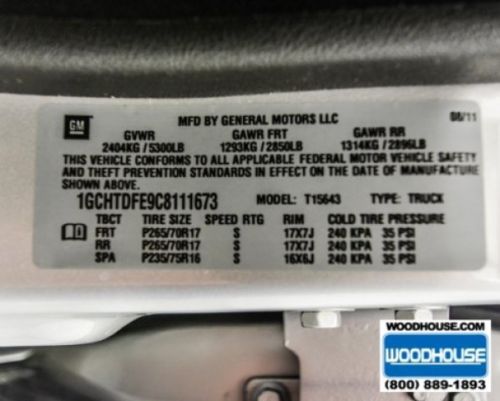 GM
MFD BY GENERAL MOTORS LLC
08/11
GVWR GAWR FRT GAWR RR
2404KG / 5300LB 1293KG / 2850LB 1314KG / 2896LB
THIS VEHICLE CONFORMS TO ALL APPLICABLE FEDERAL MOTOR VEHICLE SAFETY
AND THEFT PREVENTION STANDARDS IN EFFECT ON THE DATE OF MANUFACTURE
1GCHTDFE9C8111673 MODEL: T15643 TYPE: TRUCK
TBCT TIRE SIZE SPEED RTG RIM COLD TIRE PRESSURE
FRT P265/70R17 S 17X7J 240 KPA 35 PSI
RR P265/70R17 S 17X7J 240 KPA 35 PSI
SPA P235/75R16 S 16X6J 240 KPA 35 PSI
WOODHOUSE.COM
WOODHOUSE
(800) 889-1893